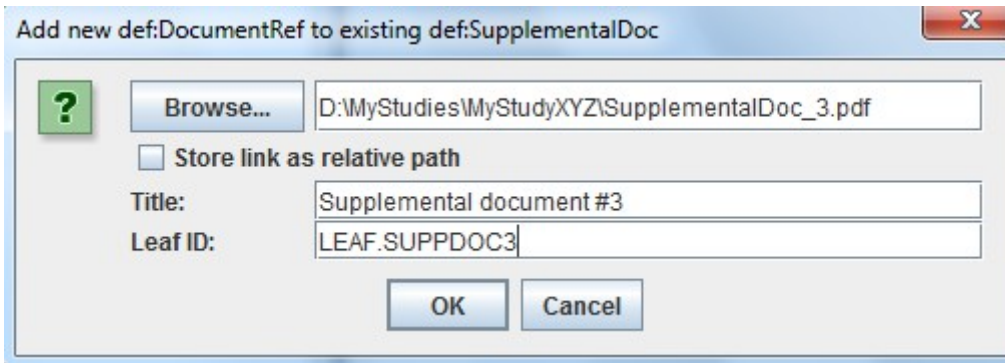 Add new def:DocumentRef to existing def:SupplementalDoc
? Browse... D:\MyStudies\MyStudyXYZ\SupplementalDoc_3.pdf
Store link as relative path
Title: Supplemental document #3
Leaf ID: LEAF.SUPPDOC3
OK Cancel